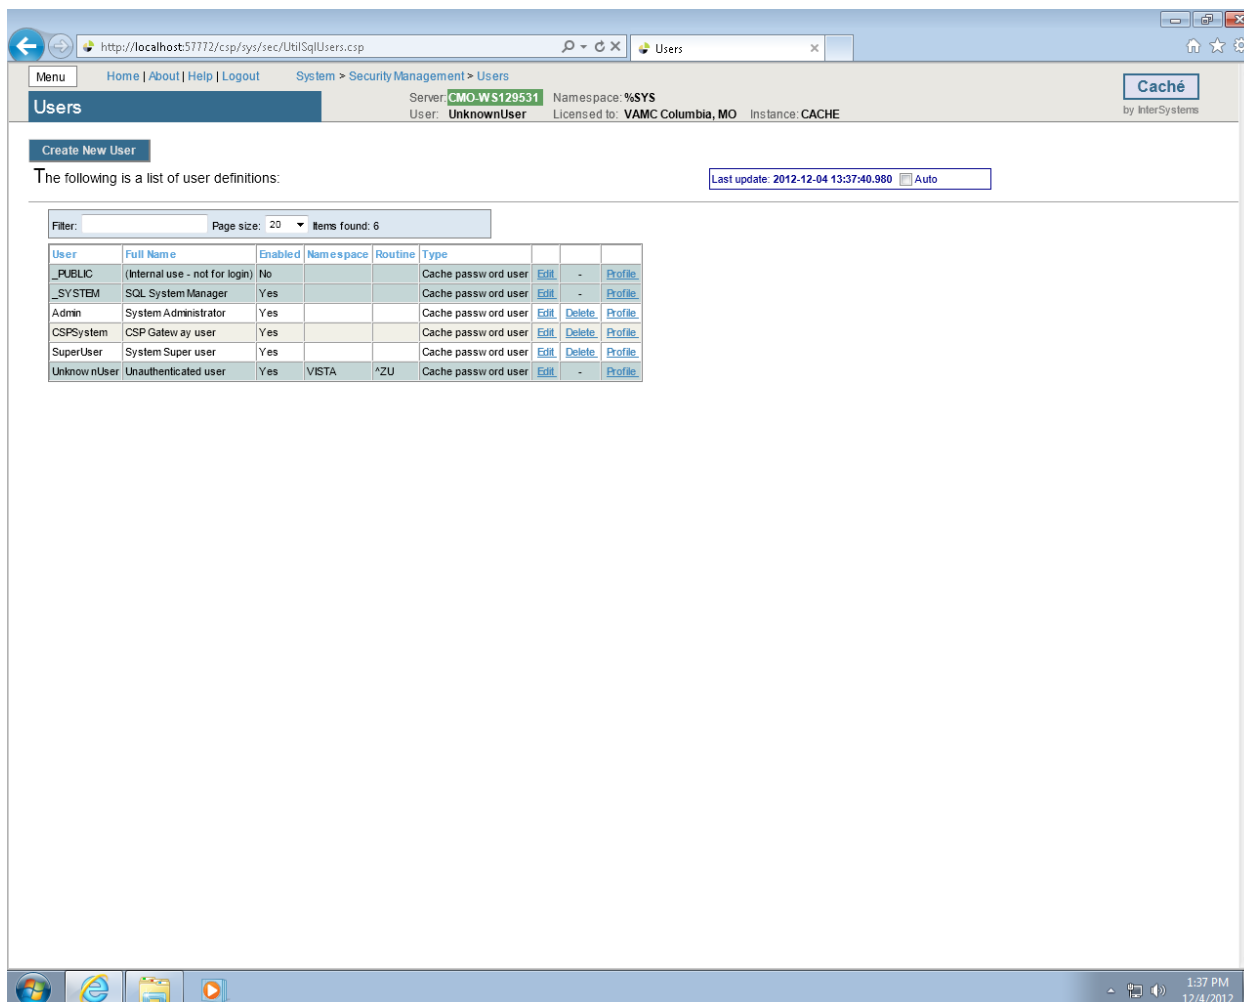 http://localhost:57772/csp/sys/sec/UtilSqlUsers.csp
Users
Menu
Home | About | Help | Logout
System > Security Management > Users
Users
Server: CMO-WS129531 Namespace: %SYS
User: UnknownUser Licensed to: VAMC Columbia, MO Instance: CACHE
Caché
by InterSystems
Create New User
The following is a list of user definitions:
Last update: 2012-12-04 13:37:40.980 Auto
Filter: Page size: 20 Items found: 6
User Full Name Enabled Namespace Routine Type
_PUBLIC (Internal use - not for login) No Cache password user Edit - Profile
_SYSTEM SQL System Manager Yes Cache password user Edit - Profile
Admin System Administrator Yes Cache password user Edit Delete Profile
CSPSystem CSP Gateway user Yes Cache password user Edit Delete Profile
SuperUser System Super user Yes Cache password user Edit Delete Profile
UnknownUser Unauthenticated user Yes VISTA ^ZU Cache password user Edit - Profile
1:37 PM
12/4/2012